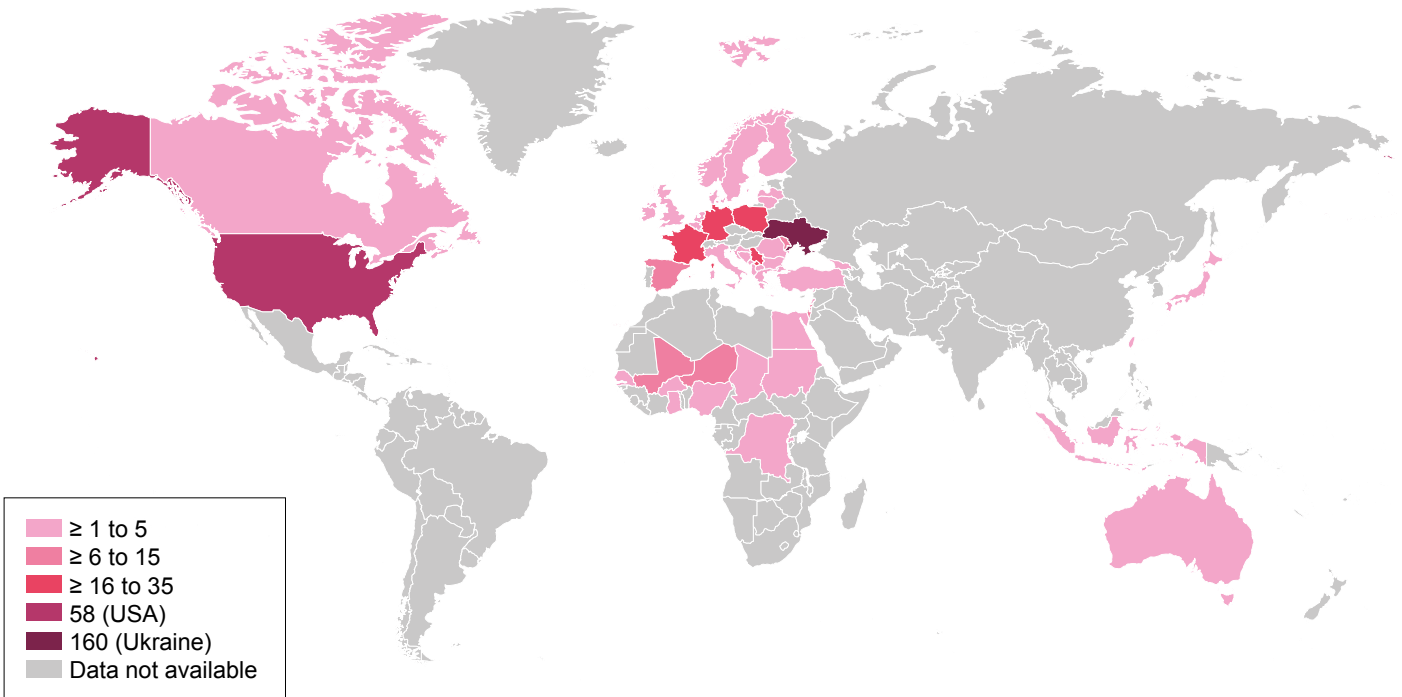 ≥ 1 to 5
≥ 6 to 15
≥ 16 to 35
58 (USA)
160 (Ukraine)
Data not available